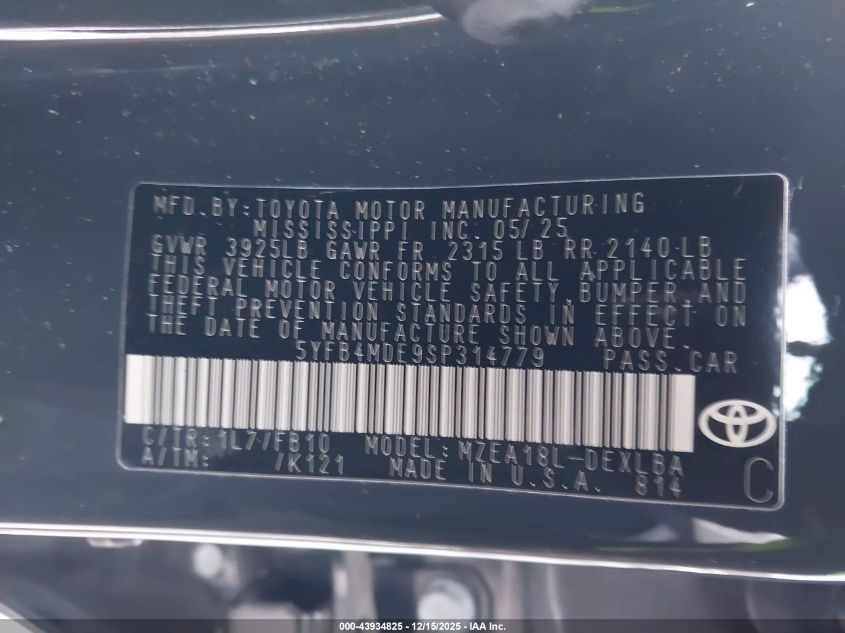 MFD. BY: TOYOTA MOTOR MANUFACTURING
MISSISSIPPI INC. 05/25
GVWR 3925LB GAWR FR 2315 LB RR 2140 LB
THIS VEHICLE CONFORMS TO ALL APPLICABLE
FEDERAL MOTOR VEHICLE SAFETY, BUMPER, AND
THEFT PREVENTION STANDARDS IN EFFECT ON
THE DATE OF MANUFACTURE SHOWN ABOVE.
5YFB4MDE9SP314779 PASS. CAR
C/TR: 1L7/FB10 MODEL: MZEA18L-DEXLBA
A/TM: /K121 MADE IN U.S.A. 814
C
000-43934825 - 12/15/2025 - IAA Inc.